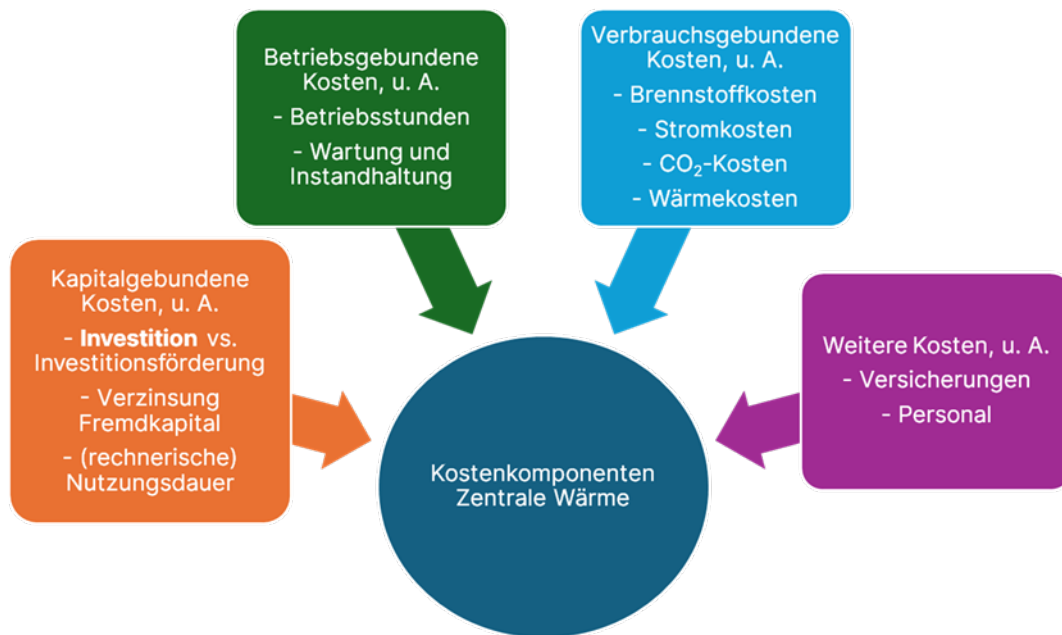 Betriebsgebundene
Kosten, u. A.
- Betriebsstunden
- Wartung und
Instandhaltung
Verbrauchsgebundene
Kosten, u. A.
- Brennstoffkosten
- Stromkosten
- CO₂-Kosten
- Wärmekosten
Kapitalgebundene
Kosten, u. A.
- Investition vs.
Investitionsförderung
- Verzinsung
Fremdkapital
- (rechnerische)
Nutzungsdauer
Weitere Kosten, u. A.
- Versicherungen
- Personal
Kostenkomponenten
Zentrale Wärme